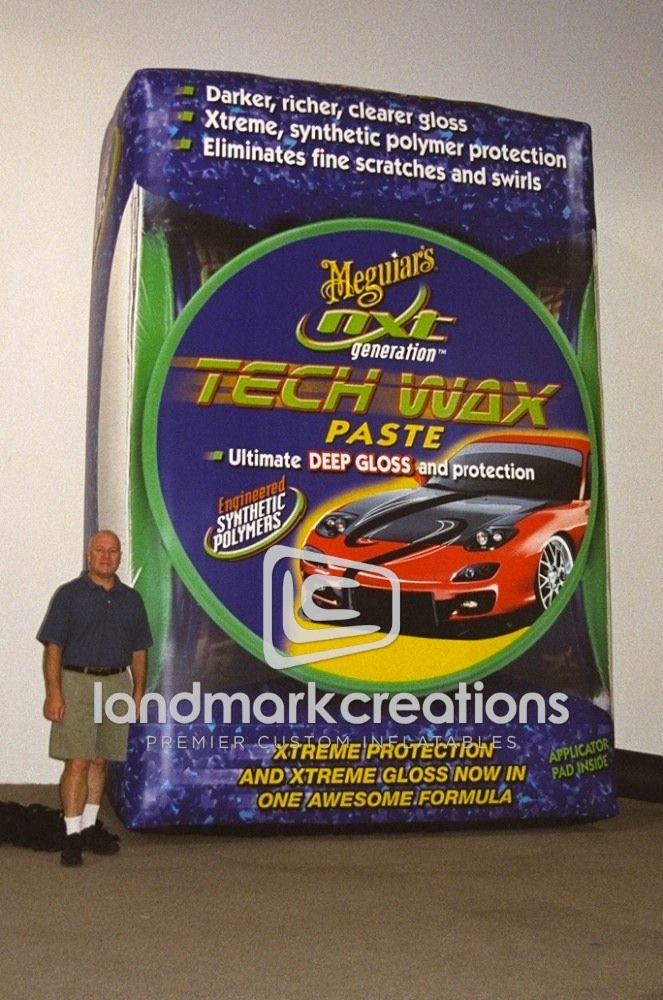 Darker, richer, clearer gloss
Xtreme, synthetic polymer protection
Eliminates fine scratches and swirls
Meguiar's
nxt
generation™
TECH WAX
PASTE
Ultimate DEEP GLOSS and protection
Engineered
SYNTHETIC
POLYMERS
landmarkcreations
PREMIER CUSTOM INFLATABLES
XTREME PROTECTION
AND XTREME GLOSS NOW IN
ONE AWESOME FORMULA
APPLICATOR
PAD INSIDE